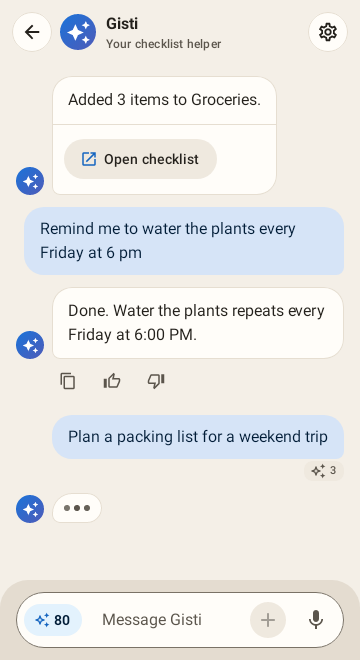 Gisti
Your checklist helper
Added 3 items to Groceries.
Open checklist
Remind me to water the plants every
Friday at 6 pm
Done. Water the plants repeats every
Friday at 6:00 PM.
Plan a packing list for a weekend trip
3
80
Message Gisti